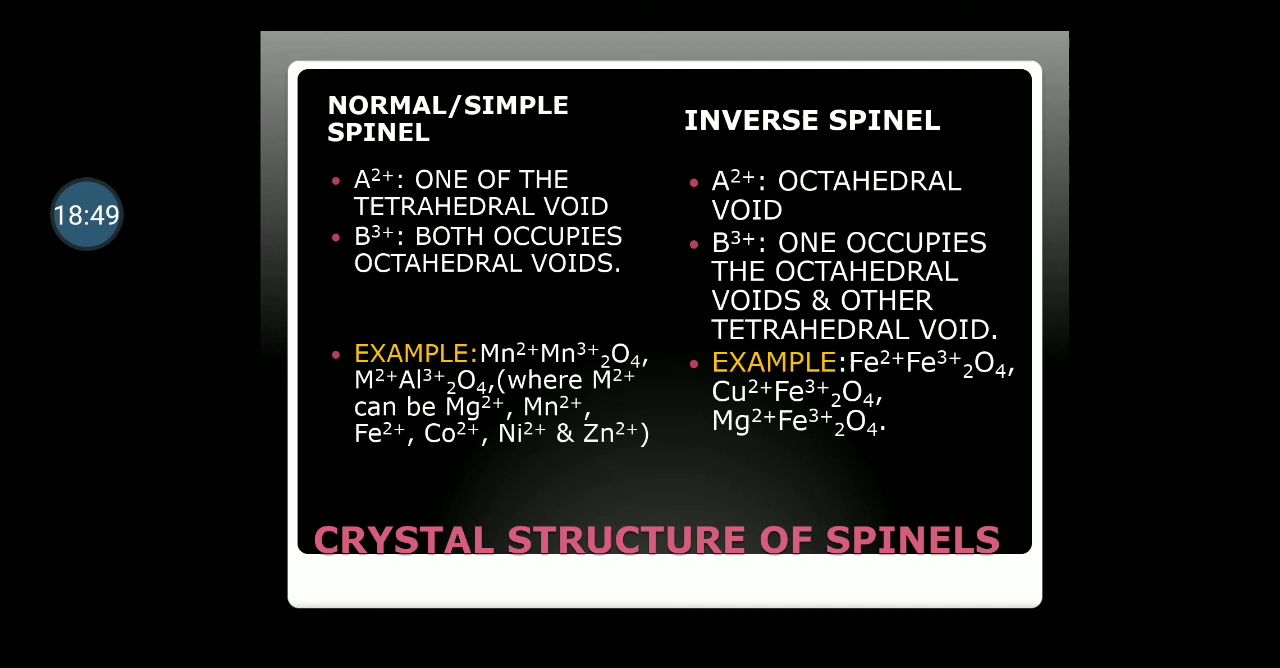 18:49
NORMAL/SIMPLE
SPINEL
A²⁺: ONE OF THE
TETRAHEDRAL VOID
B³⁺: BOTH OCCUPIES
OCTAHEDRAL VOIDS.
EXAMPLE:Mn²⁺Mn³⁺₂O₄,
M²⁺Al³⁺₂O₄,(where M²⁺
can be Mg²⁺, Mn²⁺,
Fe²⁺, Co²⁺, Ni²⁺ & Zn²⁺)
INVERSE SPINEL
A²⁺: OCTAHEDRAL
VOID
B³⁺: ONE OCCUPIES
THE OCTAHEDRAL
VOIDS & OTHER
TETRAHEDRAL VOID.
EXAMPLE:Fe²⁺Fe³⁺₂O₄,
Cu²⁺Fe³⁺₂O₄,
Mg²⁺Fe³⁺₂O₄.
CRYSTAL STRUCTURE OF SPINELS